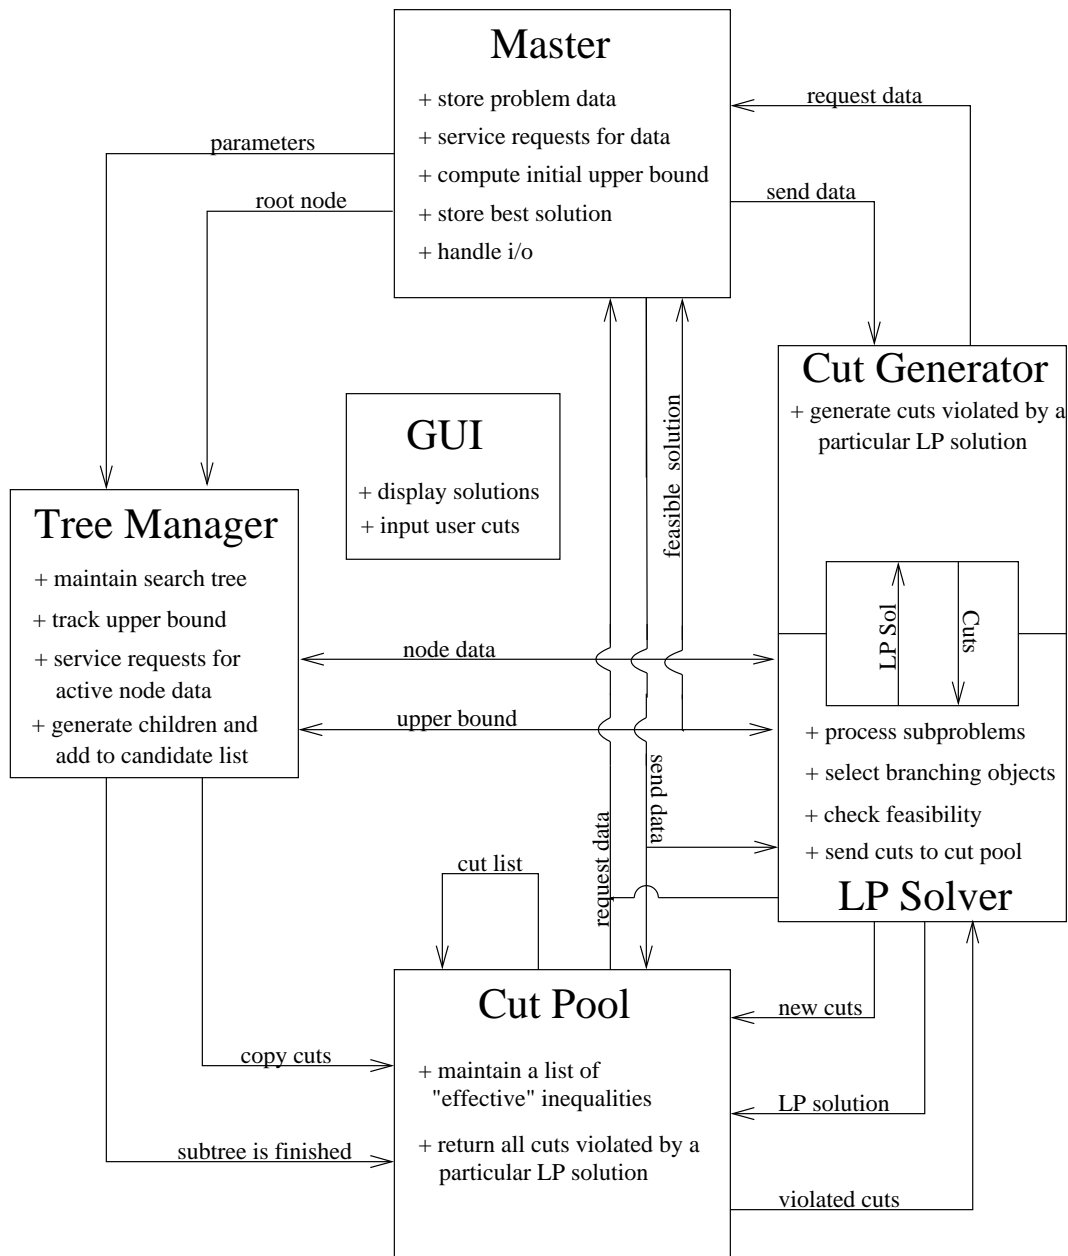 Master
+ store problem data
+ service requests for data
+ compute initial upper bound
+ store best solution
+ handle i/o
request data
send data
parameters
root node
Cut Generator
+ generate cuts violated by a
particular LP solution
LP Sol
Cuts
+ process subproblems
+ select branching objects
+ check feasibility
+ send cuts to cut pool
LP Solver
GUI
+ display solutions
+ input user cuts
feasible solution
Tree Manager
+ maintain search tree
+ track upper bound
+ service requests for
active node data
+ generate children and
add to candidate list
node data
upper bound
send data
request data
cut list
Cut Pool
+ maintain a list of
"effective" inequalities
+ return all cuts violated by a
particular LP solution
copy cuts
subtree is finished
new cuts
LP solution
violated cuts